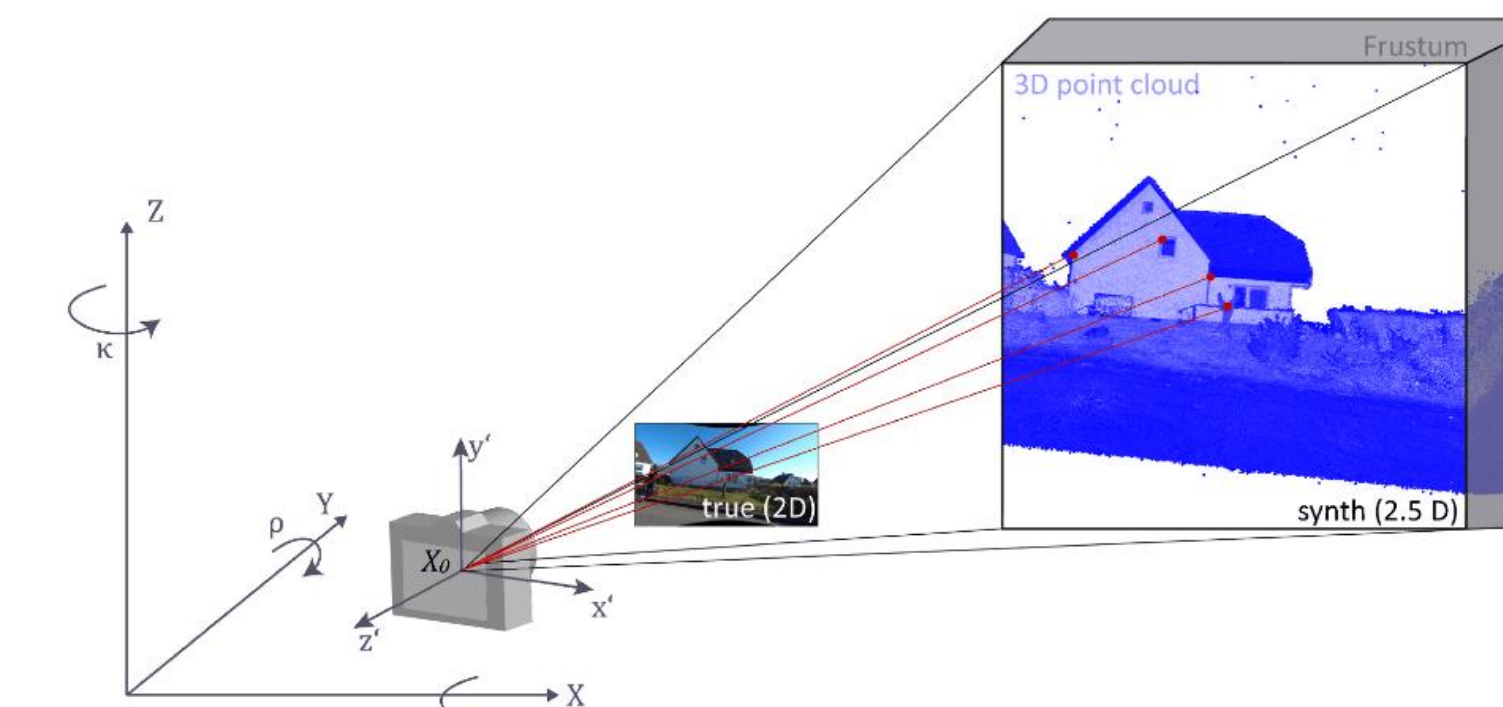 Frustum
3D point cloud
Z
κ
y‘
Y
ρ
true (2D)
synth (2.5 D)
X₀
x‘
z‘
X